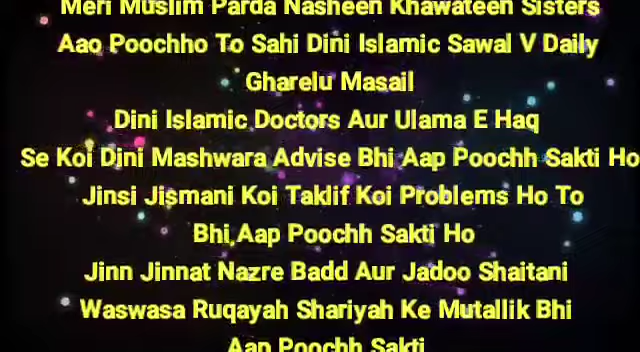 Meri Muslim Parda Nasheen Khawateen Sisters
Aao Poochho To Sahi Dini Islamic Sawal V Daily
Gharelu Masail
Dini Islamic Doctors Aur Ulama E Haq
Se Koi Dini Mashwara Advise Bhi Aap Poochh Sakti Ho
Jinsi Jismani Koi Taklif Koi Problems Ho To
Bhi Aap Poochh Sakti Ho
Jinn Jinnat Nazre Badd Aur Jadoo Shaitani
Waswasa Ruqayah Shariyah Ke Mutallik Bhi
Aap Poochh Sakti